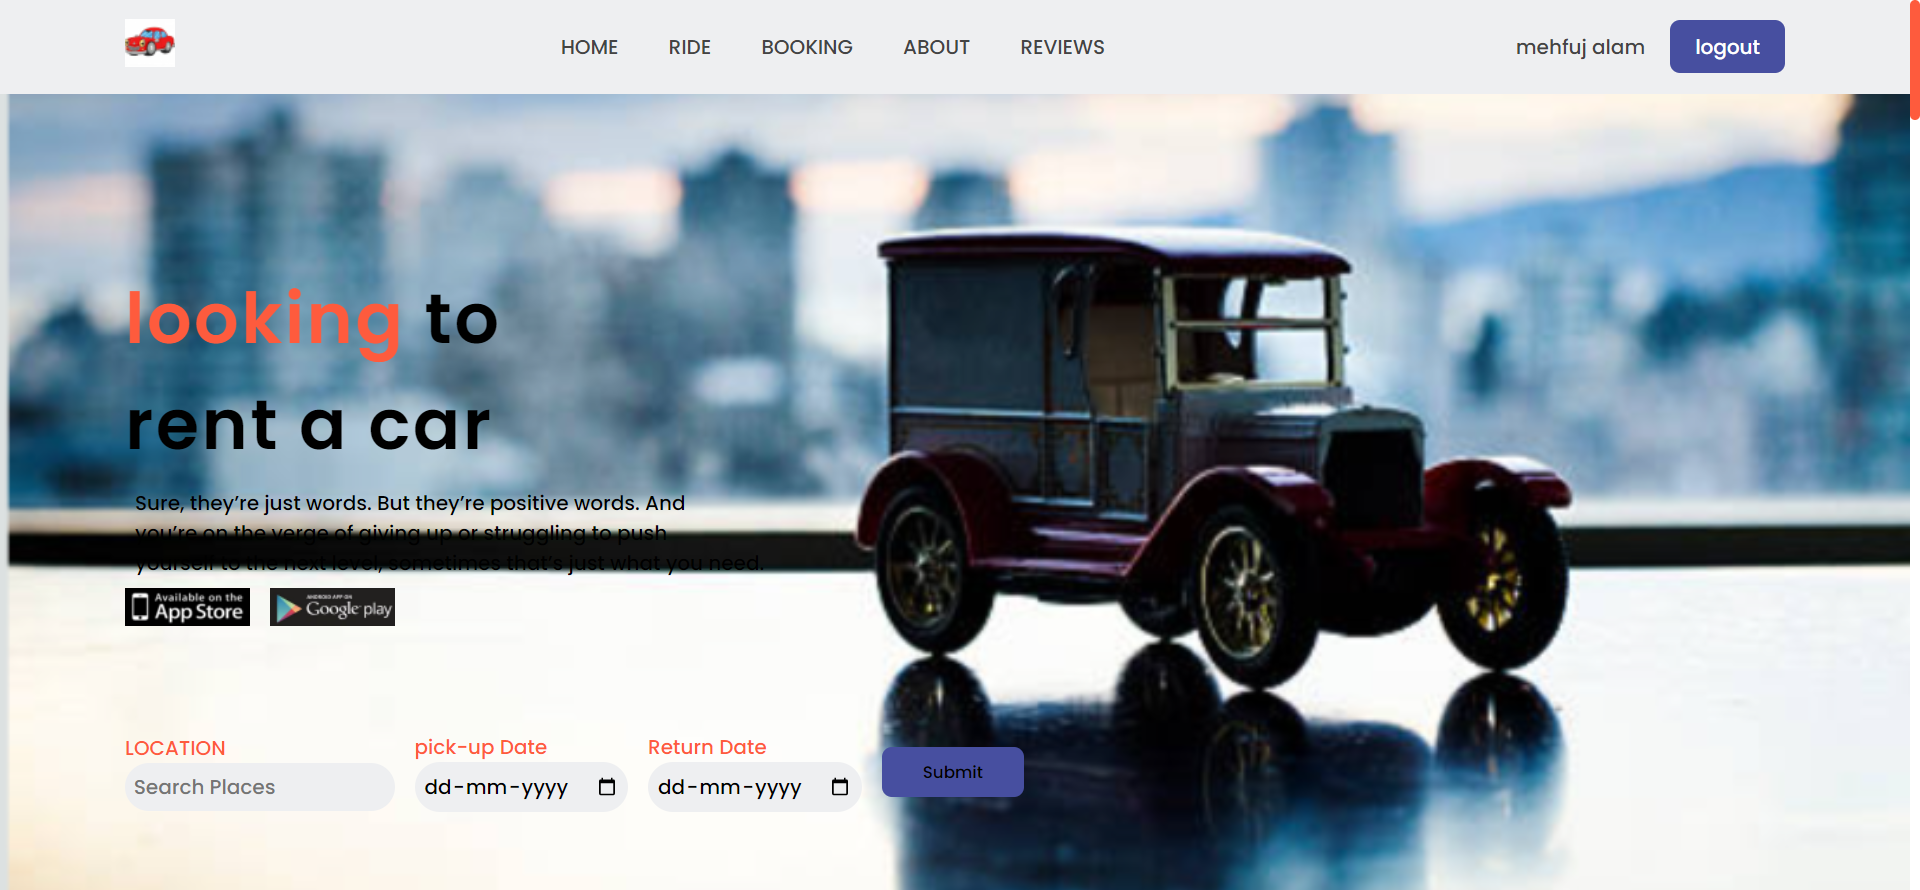 HOME RIDE BOOKING ABOUT REVIEWS mehfuj alam logout
looking to
rent a car
Sure, they’re just words. But they’re positive words. And
you’re on the verge of giving up or struggling to push
yourself to the next level, sometimes that’s just what you need.
Available on the
App Store
ANDROID APP ON
Google play
LOCATION pick-up Date Return Date
Search Places dd-mm-yyyy dd-mm-yyyy Submit